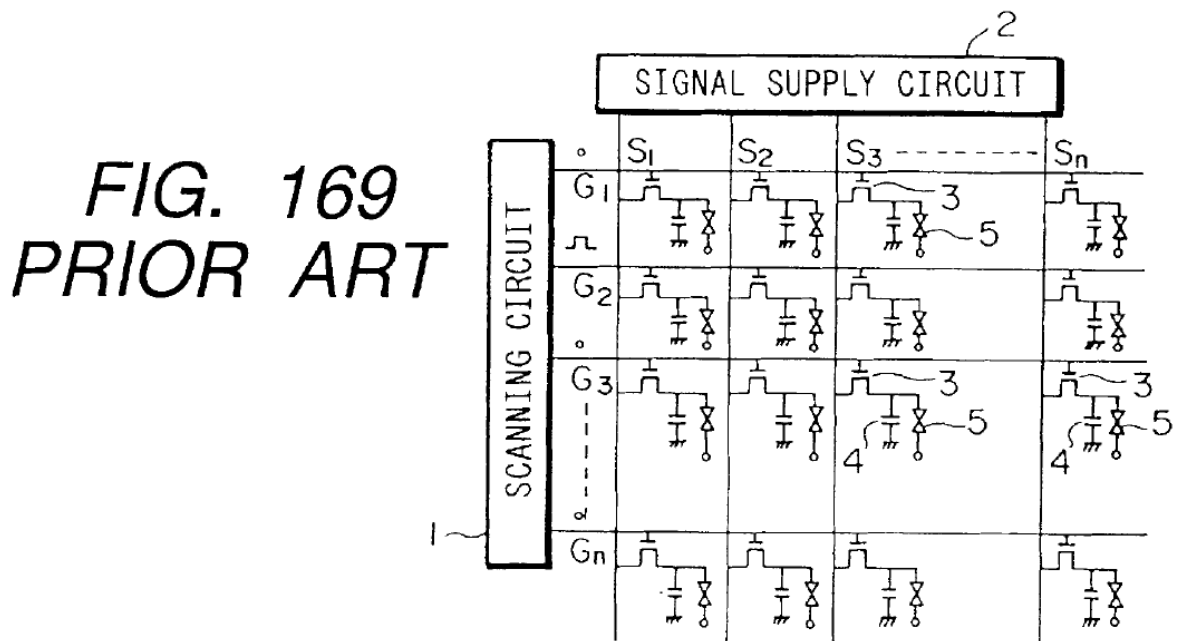 2
SIGNAL SUPPLY CIRCUIT
FIG. 169
PRIOR ART
SCANNING CIRCUIT
1
S1 S2 S3 Sn
G1 3
5
G2
G3 3 3
4 5 4 5
Gn